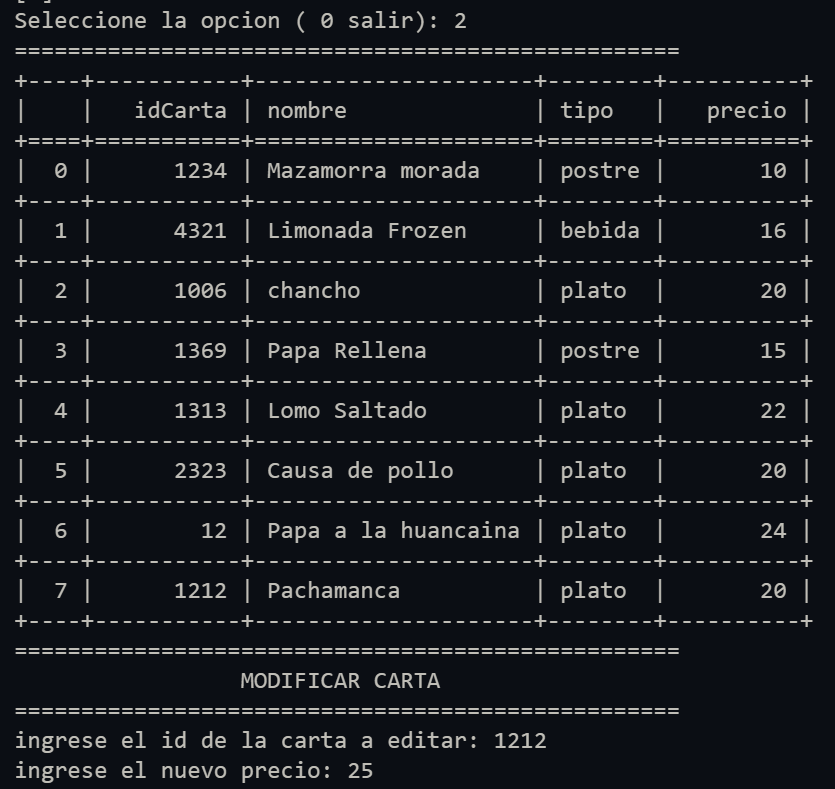 Seleccione la opcion ( 0 salir): 2
==================================================
+----+-----------+---------------------+--------+----------+
|    |   idCarta | nombre              | tipo   |   precio |
+====+===========+=====================+========+==========+
|  0 |      1234 | Mazamorra morada    | postre |       10 |
+----+-----------+---------------------+--------+----------+
|  1 |      4321 | Limonada Frozen     | bebida |       16 |
+----+-----------+---------------------+--------+----------+
|  2 |      1006 | chancho             | plato  |       20 |
+----+-----------+---------------------+--------+----------+
|  3 |      1369 | Papa Rellena        | postre |       15 |
+----+-----------+---------------------+--------+----------+
|  4 |      1313 | Lomo Saltado        | plato  |       22 |
+----+-----------+---------------------+--------+----------+
|  5 |      2323 | Causa de pollo      | plato  |       20 |
+----+-----------+---------------------+--------+----------+
|  6 |        12 | Papa a la huancaina | plato  |       24 |
+----+-----------+---------------------+--------+----------+
|  7 |      1212 | Pachamanca          | plato  |       20 |
+----+-----------+---------------------+--------+----------+
==================================================
                 MODIFICAR CARTA
==================================================
ingrese el id de la carta a editar: 1212
ingrese el nuevo precio: 25